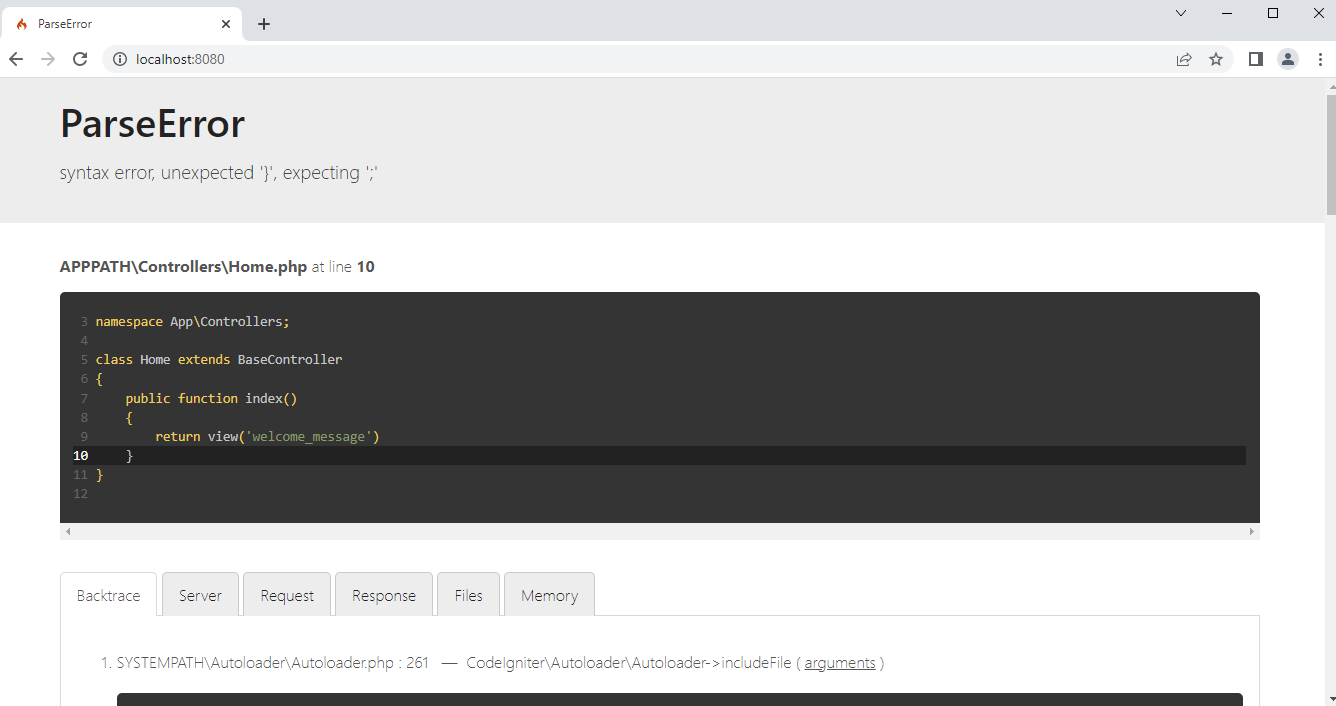 ParseError
localhost:8080
ParseError
syntax error, unexpected '}', expecting ';'
APPPATH\Controllers\Home.php at line 10
3 namespace App\Controllers;
4
5 class Home extends BaseController
6 {
7     public function index()
8     {
9         return view('welcome_message')
10     }
11 }
12
Backtrace Server Request Response Files Memory
1. SYSTEMPATH\Autoloader\Autoloader.php : 261 — CodeIgniter\Autoloader\Autoloader->includeFile ( arguments )